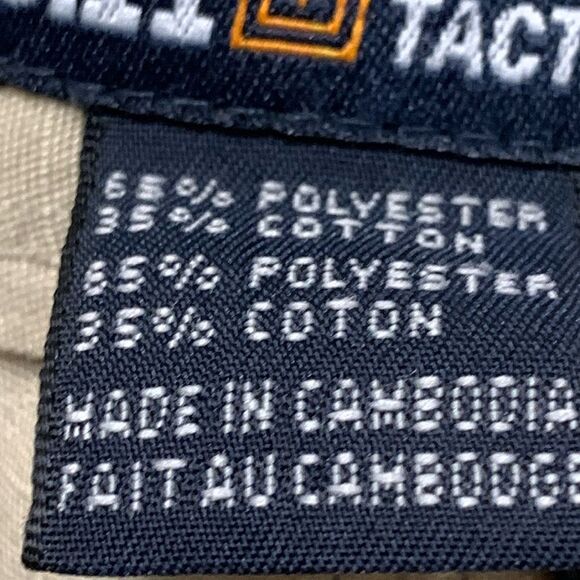 TACT
65% POLYESTER
35% COTTON
65% POLYESTER
35% COTON
MADE IN CAMBODIA
FAIT AU CAMBODGE